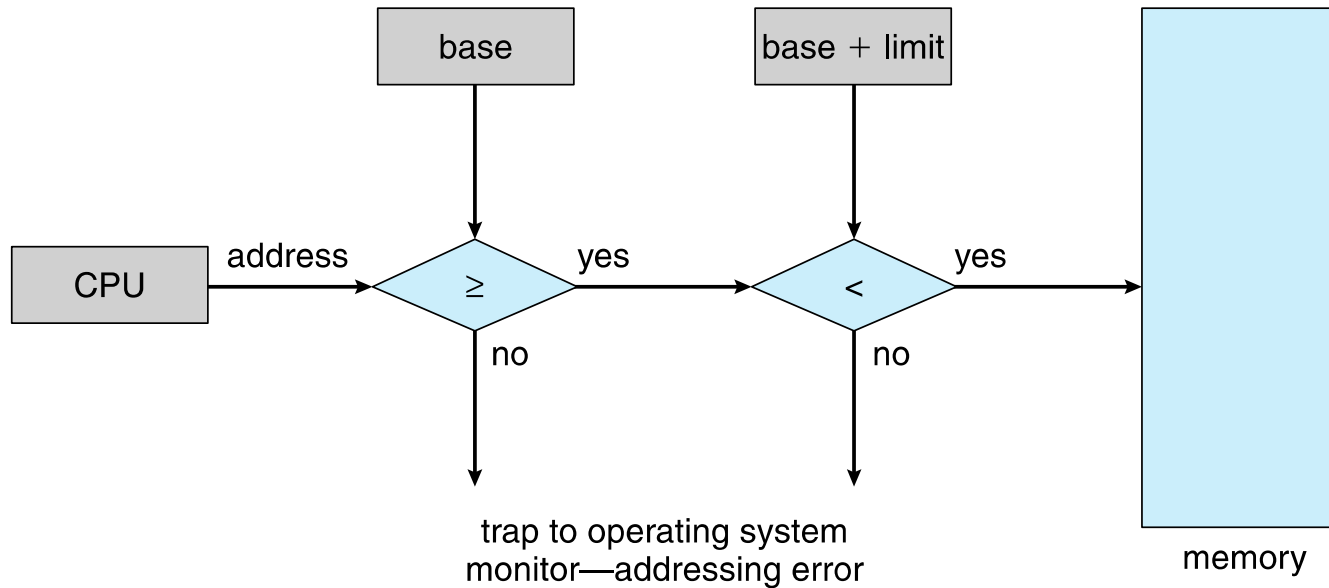 base
base + limit
CPU
address
≥
yes
<
yes
no
no
trap to operating system
monitor—addressing error
memory